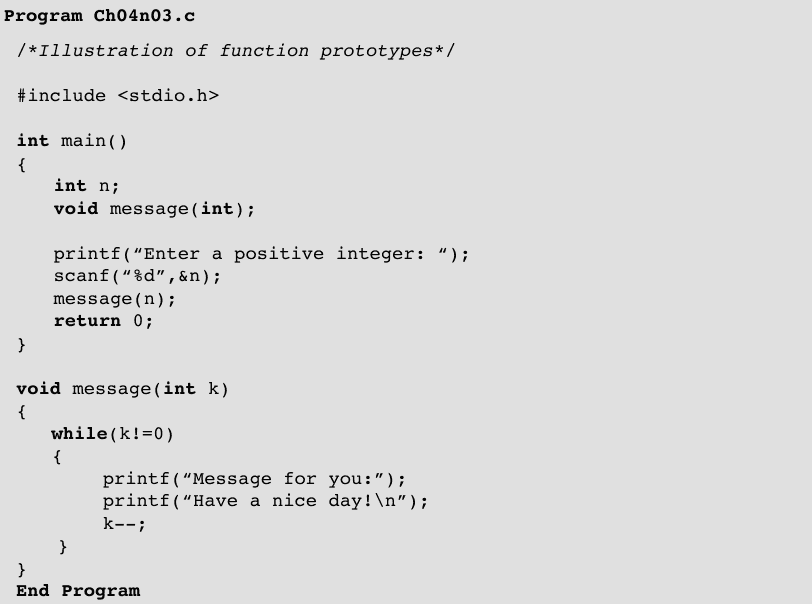 Program Ch04n03.c
/*Illustration of function prototypes*/
#include <stdio.h>
int main()
{
int n;
void message(int);
printf(“Enter a positive integer: “);
scanf(“%d”,&n);
message(n);
return 0;
}
void message(int k)
{
while(k!=0)
{
printf(“Message for you:”);
printf(“Have a nice day!\n”);
k--;
}
}
End Program